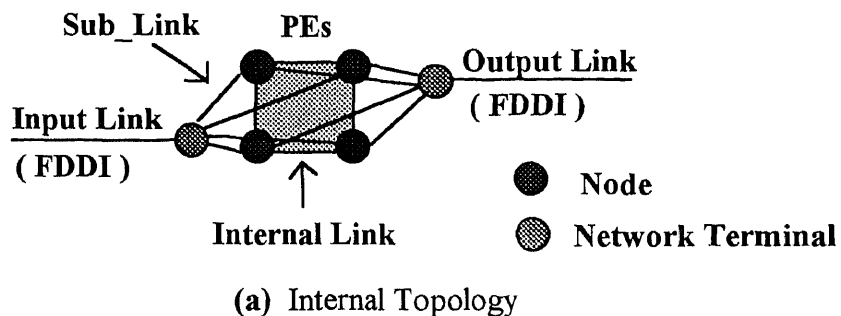 Sub_Link
PEs
Output Link
( FDDI )
Input Link
( FDDI )
Internal Link
Node
Network Terminal
(a) Internal Topology